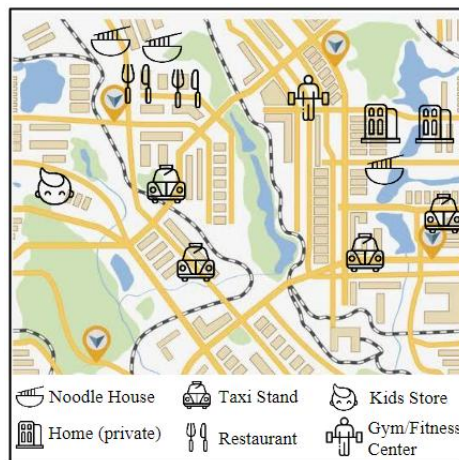 Noodle House Taxi Stand Kids Store
Home (private) Restaurant Gym/Fitness
Center